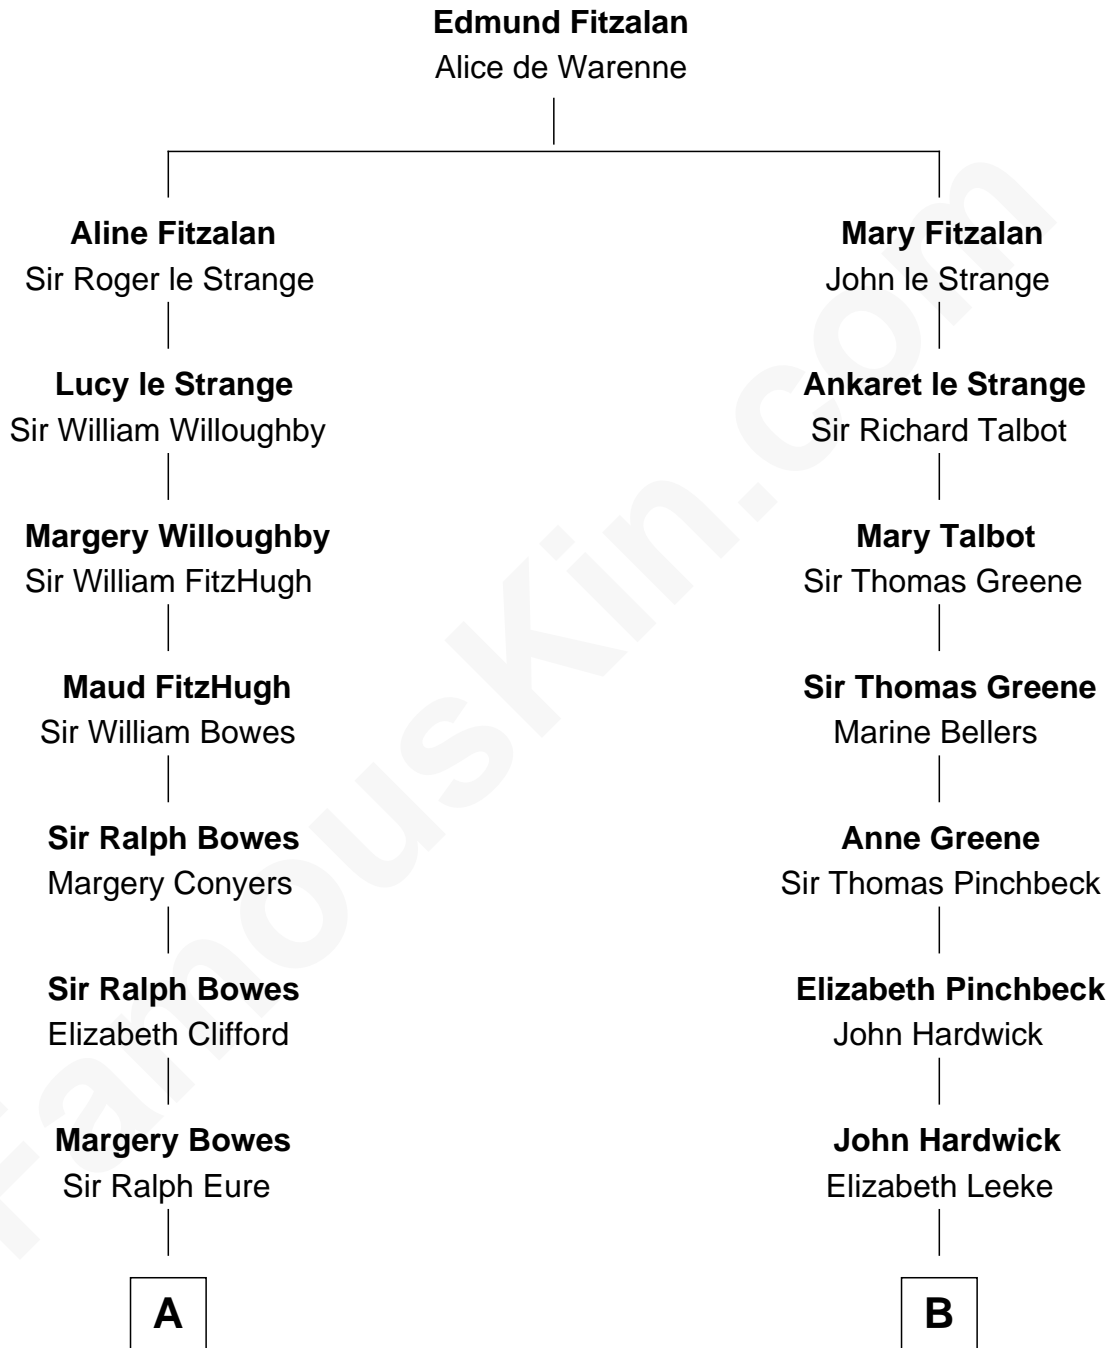 Edmund Fitzalan
Alice de Warenne
Aline Fitzalan
Sir Roger le Strange
Mary Fitzalan
John le Strange
Lucy le Strange
Sir William Willoughby
Ankaret le Strange
Sir Richard Talbot
Margery Willoughby
Sir William FitzHugh
Mary Talbot
Sir Thomas Greene
Maud FitzHugh
Sir William Bowes
Sir Thomas Greene
Marine Bellers
Sir Ralph Bowes
Margery Conyers
Anne Greene
Sir Thomas Pinchbeck
Sir Ralph Bowes
Elizabeth Clifford
Elizabeth Pinchbeck
John Hardwick
Margery Bowes
Sir Ralph Eure
John Hardwick
Elizabeth Leeke
A
B
FamousKin.com